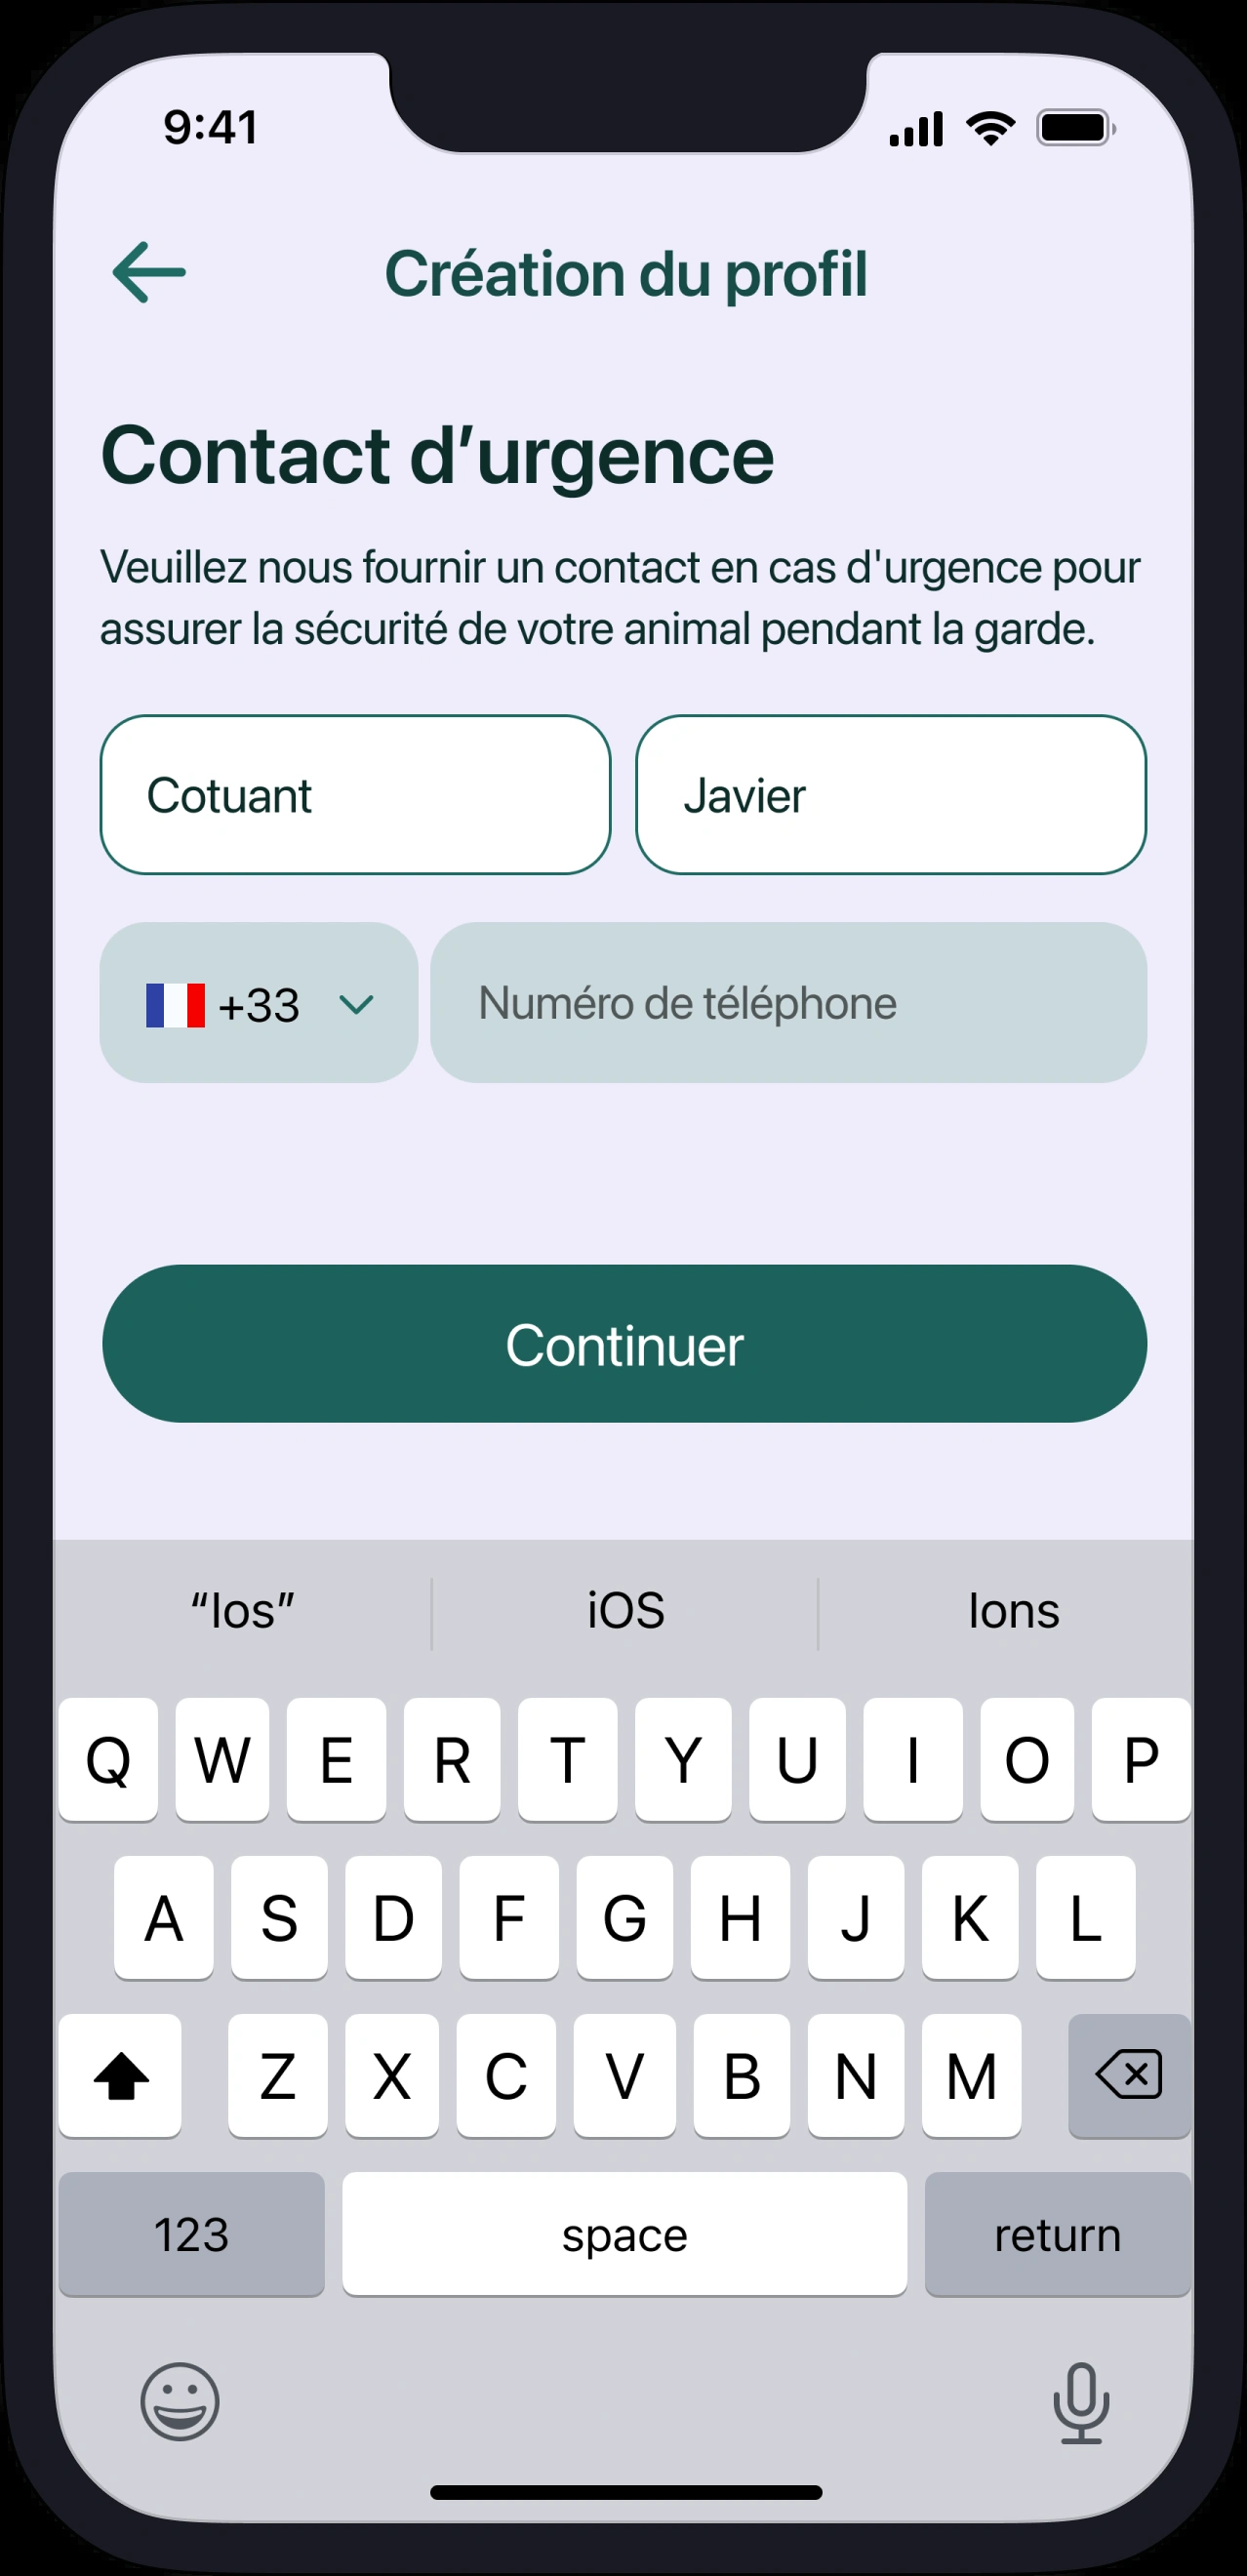 9:41
Création du profil
Contact d’urgence
Veuillez nous fournir un contact en cas d'urgence pour
assurer la sécurité de votre animal pendant la garde.
Cotuant Javier
+33 Numéro de téléphone
Continuer
“Ios” iOS Ions
Q W E R T Y U I O P
A S D F G H J K L
Z X C V B N M
123 space return